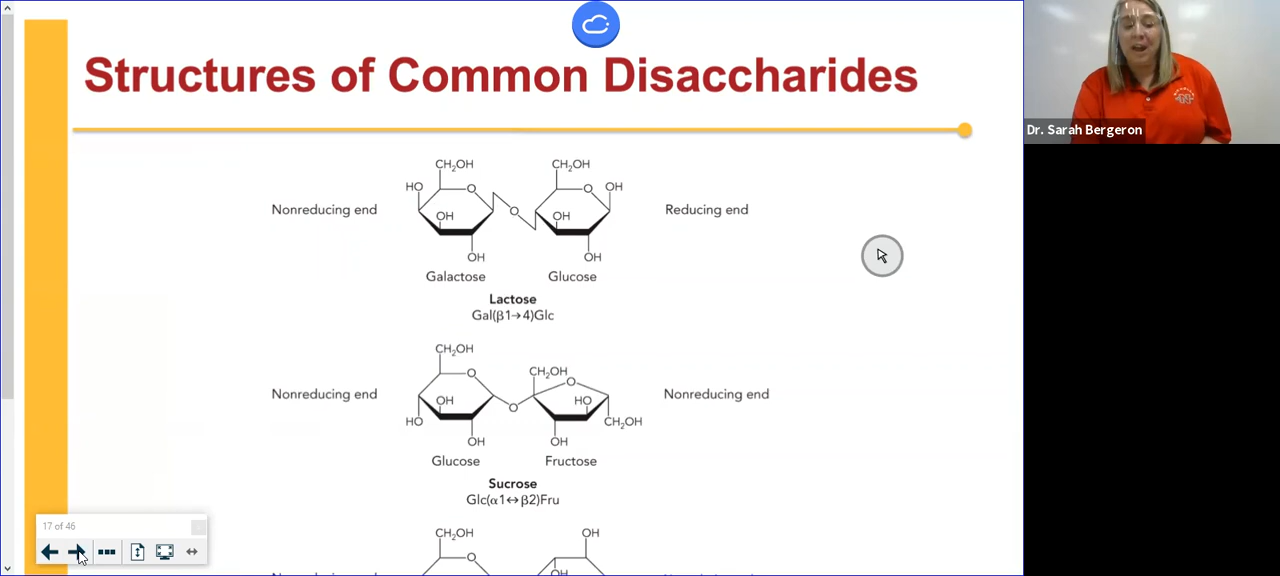 Structures of Common Disaccharides
Dr. Sarah Bergeron
CH₂OH CH₂OH
HO O O OH
Nonreducing end OH O OH Reducing end
OH OH
Galactose Glucose
Lactose
Gal(β1→4)Glc
CH₂OH
CH₂OH
O O
Nonreducing end OH HO Nonreducing end
O
HO CH₂OH
OH OH
Glucose Fructose
Sucrose
Glc(α1↔β2)Fru
17 of 46
CH₂OH OH
O
OH